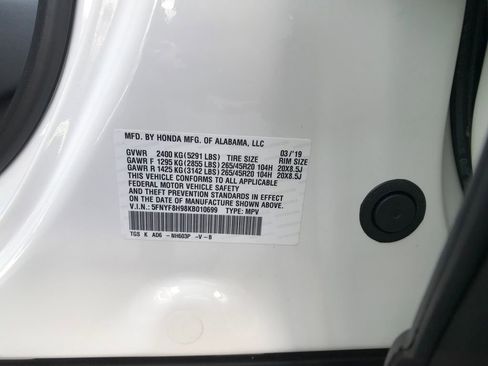 MFD. BY HONDA MFG. OF ALABAMA, LLC 03/'19
GVWR 2400 KG (5291 LBS) TIRE SIZE RIM SIZE
GAWR F 1295 KG (2855 LBS) 265/45R20 104H 20X8.5J
GAWR R 1425 KG (3142 LBS) 265/45R20 104H 20X8.5J
THIS VEHICLE CONFORMS TO ALL APPLICABLE
FEDERAL MOTOR VEHICLE SAFETY
AND THEFT PREVENTION STANDARDS IN EFFECT
ON THE DATE OF MANUFACTURE SHOWN ABOVE.
V.I.N.: 5FNYF8H98KB010699 TYPE: MPV
TGS K AD6 -NH603P -V-B